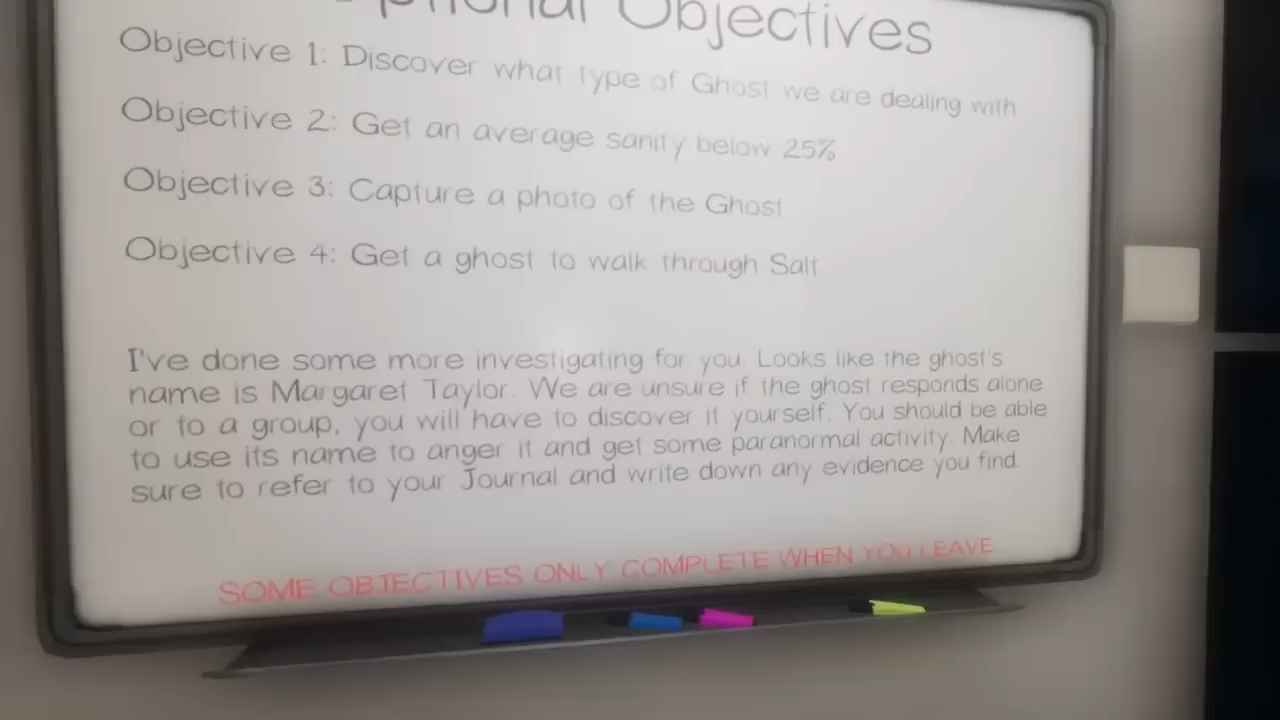 Optional Objectives
Objective 1: Discover what type of Ghost we are dealing with
Objective 2: Get an average sanity below 25%
Objective 3: Capture a photo of the Ghost
Objective 4: Get a ghost to walk through Salt
I've done some more investigating for you. Looks like the ghost's
name is Margaret Taylor. We are unsure if the ghost responds alone
or to a group, you will have to discover it yourself. You should be able
to use its name to anger it and get some paranormal activity. Make
sure to refer to your Journal and write down any evidence you find.
SOME OBJECTIVES ONLY COMPLETE WHEN YOU LEAVE